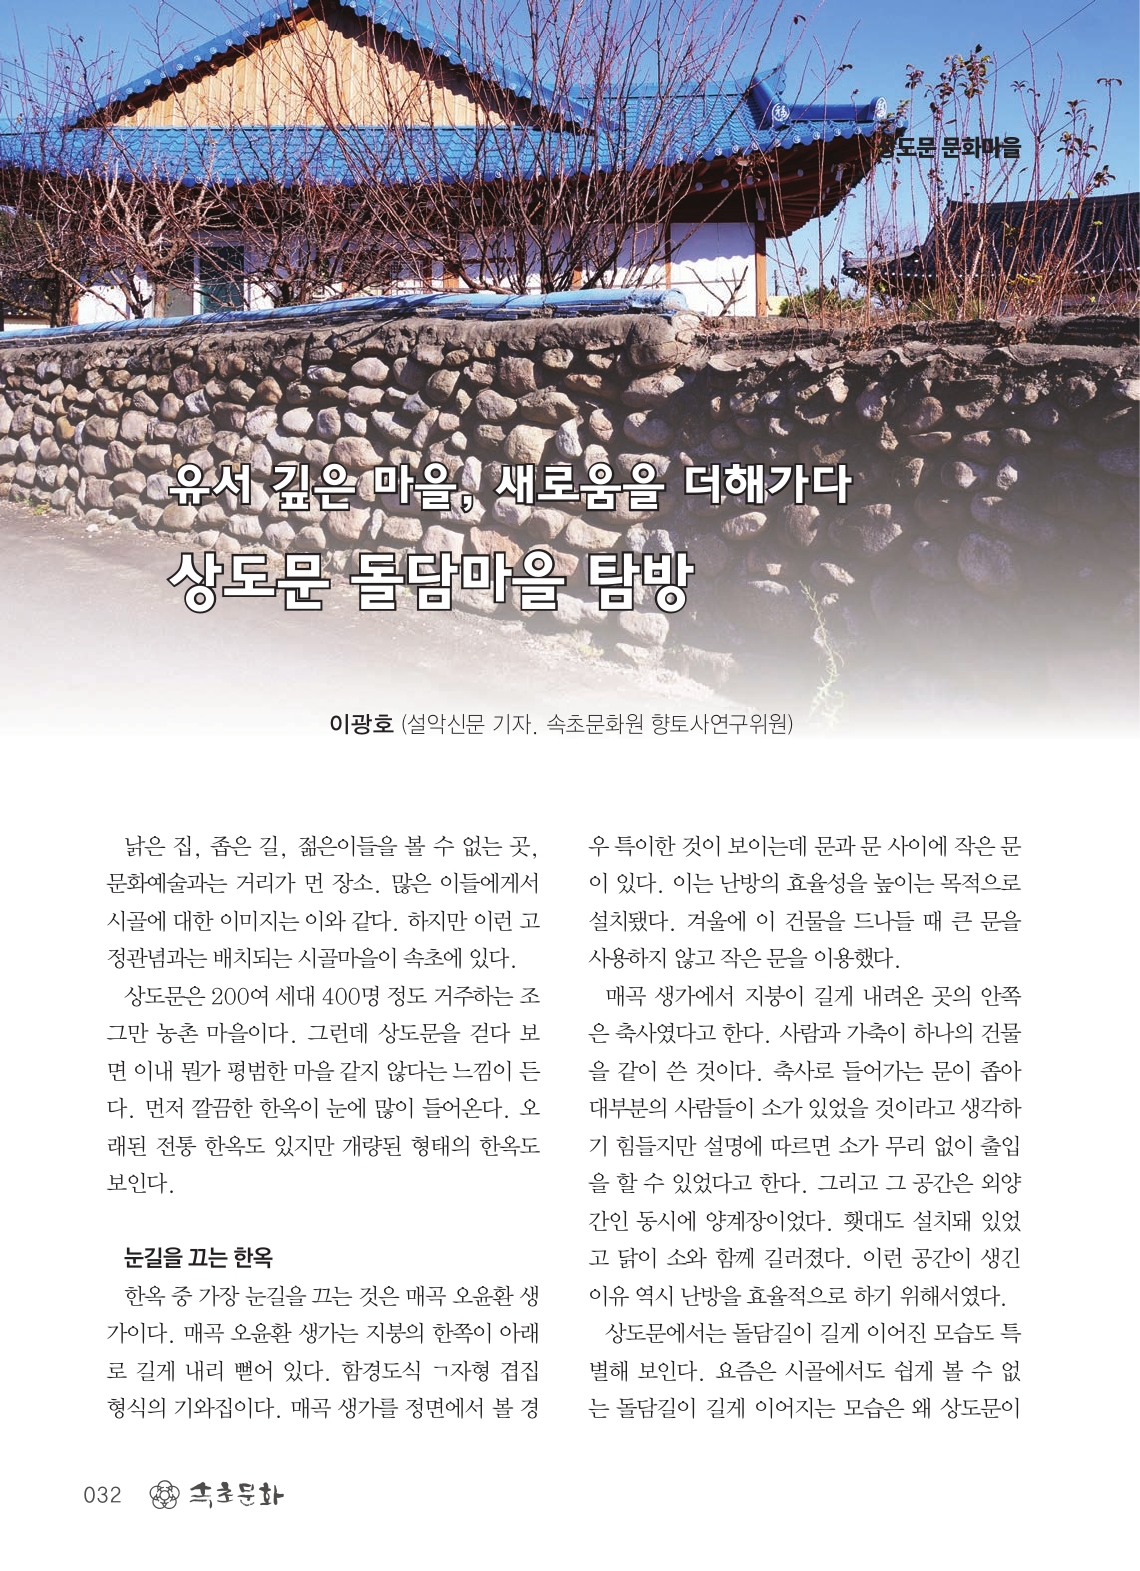 상도문 문화마을
유서 깊은 마을, 새로움을 더해가다
상도문 돌담마을 탐방
이광호 (설악신문 기자. 속초문화원 향토사연구위원)
낡은 집, 좁은 길, 젊은이들을 볼 수 없는 곳,
문화예술과는 거리가 먼 장소. 많은 이들에게서
시골에 대한 이미지는 이와 같다. 하지만 이런 고
정관념과는 배치되는 시골마을이 속초에 있다.
상도문은 200여 세대 400명 정도 거주하는 조
그만 농촌 마을이다. 그런데 상도문을 걷다 보
면 이내 뭔가 평범한 마을 같지 않다는 느낌이 든
다. 먼저 깔끔한 한옥이 눈에 많이 들어온다. 오
래된 전통 한옥도 있지만 개량된 형태의 한옥도
보인다.
눈길을 끄는 한옥
한옥 중 가장 눈길을 끄는 것은 매곡 오윤환 생
가이다. 매곡 오윤환 생가는 지붕의 한쪽이 아래
로 길게 내리 뻗어 있다. 함경도식 ㄱ자형 겹집
형식의 기와집이다. 매곡 생가를 정면에서 볼 경
우 특이한 것이 보이는데 문과 문 사이에 작은 문
이 있다. 이는 난방의 효율성을 높이는 목적으로
설치됐다. 겨울에 이 건물을 드나들 때 큰 문을
사용하지 않고 작은 문을 이용했다.
매곡 생가에서 지붕이 길게 내려온 곳의 안쪽
은 축사였다고 한다. 사람과 가축이 하나의 건물
을 같이 쓴 것이다. 축사로 들어가는 문이 좁아
대부분의 사람들이 소가 있었을 것이라고 생각하
기 힘들지만 설명에 따르면 소가 무리 없이 출입
을 할 수 있었다고 한다. 그리고 그 공간은 외양
간인 동시에 양계장이었다. 횃대도 설치돼 있었
고 닭이 소와 함께 길러졌다. 이런 공간이 생긴
이유 역시 난방을 효율적으로 하기 위해서였다.
상도문에서는 돌담길이 길게 이어진 모습도 특
별해 보인다. 요즘은 시골에서도 쉽게 볼 수 없
는 돌담길이 길게 이어지는 모습은 왜 상도문이
032 속초문화